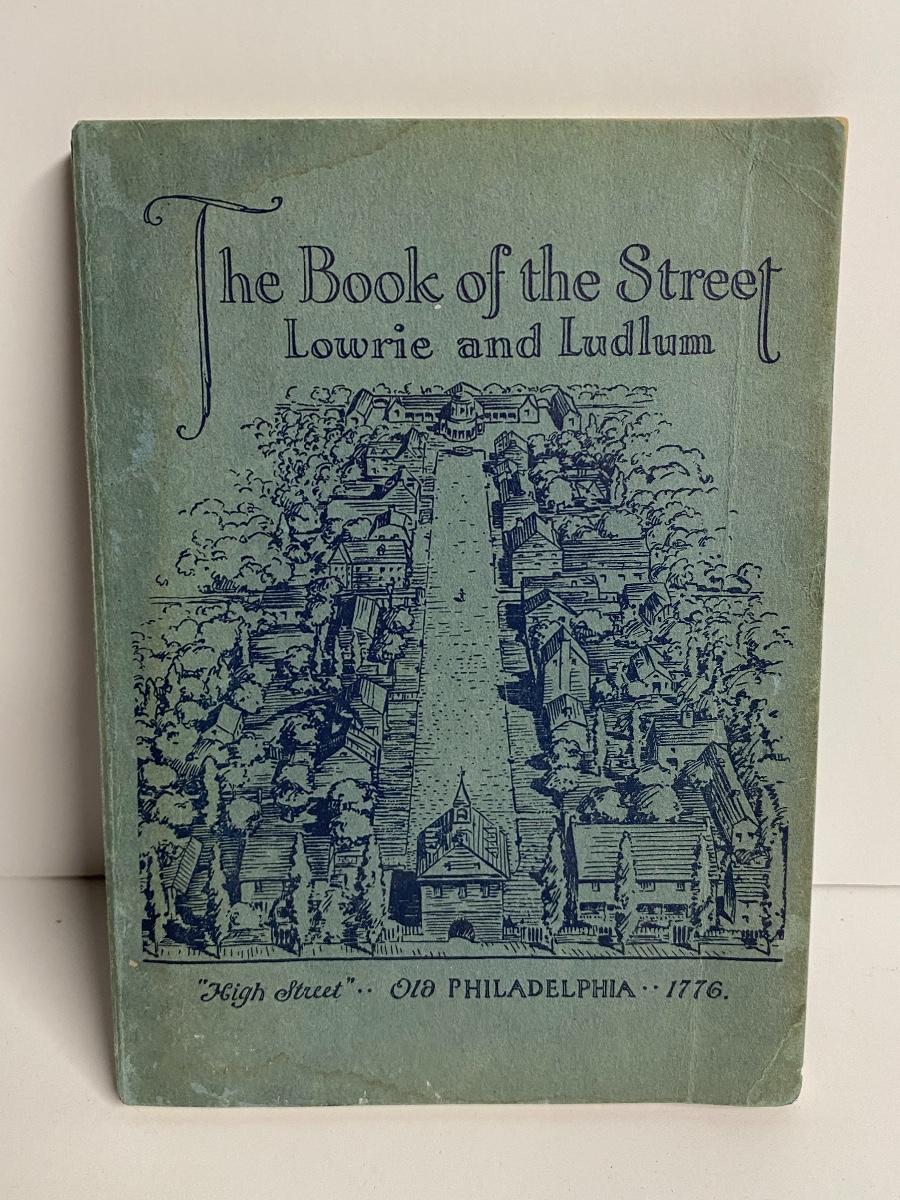 The Book of the Street
Lowrie and Ludlum
"High Street" ·· Old PHILADELPHIA ·· 1776.